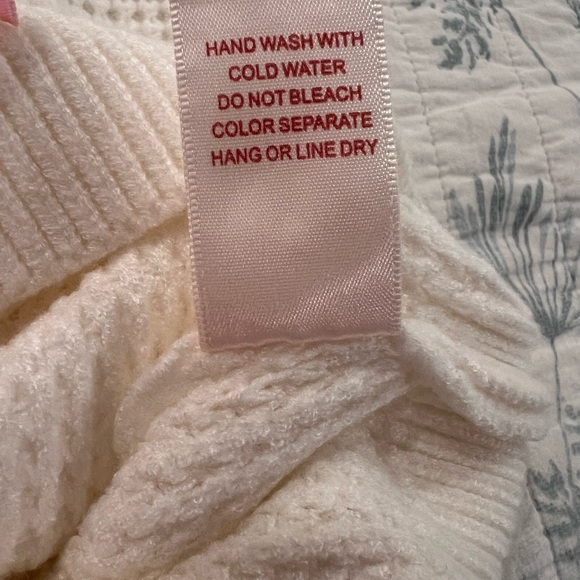 HAND WASH WITH
COLD WATER
DO NOT BLEACH
COLOR SEPARATE
HANG OR LINE DRY